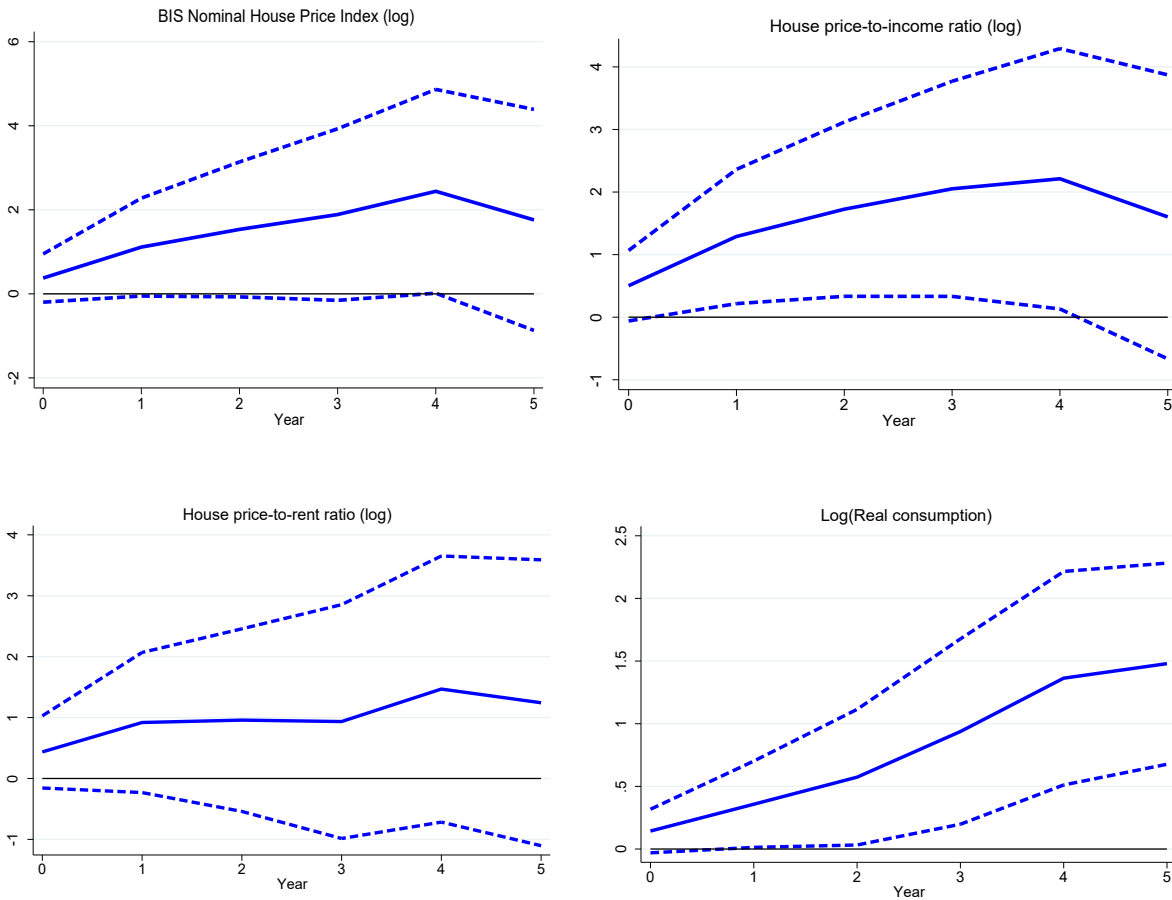 BIS Nominal House Price Index (log)
6
4
2
0
-2
0 1 2 3 4 5
Year
House price-to-income ratio (log)
4
3
2
1
0
-1
0 1 2 3 4 5
Year
House price-to-rent ratio (log)
4
3
2
1
0
-1
0 1 2 3 4 5
Year
Log(Real consumption)
2.5
2
1.5
1
.5
0
0 1 2 3 4 5
Year